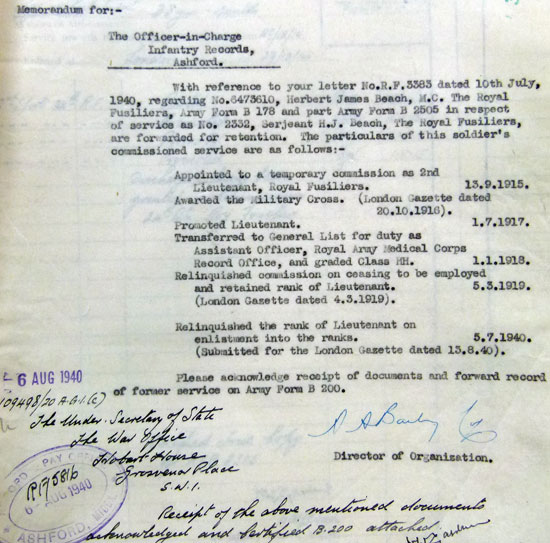 Memorandum for:-
The Officer-in-Charge
Infantry Records,
Ashford.
With reference to your letter No.R.F.3383 dated 10th July,
1940, regarding No.6473610, Herbert James Beach, M.C. The Royal
Fusiliers, Army Form B 178 and part Army Form B 2505 in respect
of service as No. 2332, Serjeant H.J. Beach, The Royal Fusiliers,
are forwarded for retention. The particulars of this soldier's
commissioned service are as follows:-
Appointed to a temporary commission as 2nd
Lieutenant, Royal Fusiliers. 13.9.1915.
Awarded the Military Cross. (London Gazette dated
20.10.1916).
Promoted Lieutenant. 1.7.1917.
Transferred to General List for duty as
Assistant Officer, Royal Army Medical Corps
Record Office, and graded Class HH. 1.1.1918.
Relinquished commission on ceasing to be employed
and retained rank of Lieutenant. 5.3.1919.
(London Gazette dated 4.3.1919).
Relinquished the rank of Lieutenant on
enlistment into the ranks. 5.7.1940.
(Submitted for the London Gazette dated 13.8.40).
Please acknowledge receipt of documents and forward record
of former service on Army Form B 200.
6 AUG 1940
The Under-Secretary of State
The War Office
Hobart House
Grosvenor Place
S.W.1.
Director of Organization.
PAY
6 AUG 1940
ASHFORD,
Receipt of the above mentioned documents
acknowledged and Certified B.200 attached.